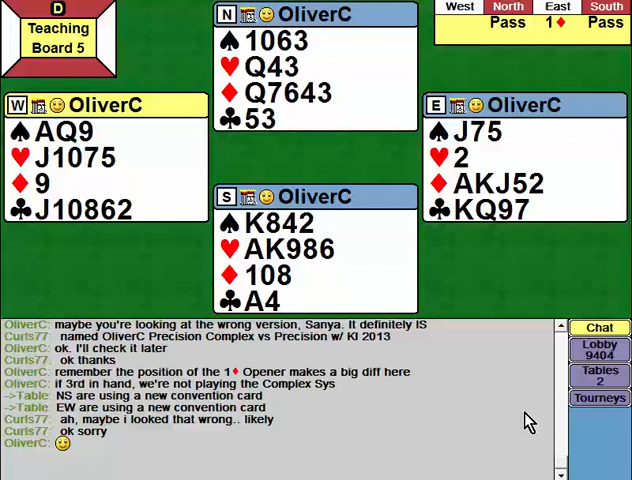 D
Teaching
Board 5
N OliverC
♠ 1063
♥ Q43
♦ Q7643
♣ 53
West North East South
Pass 1♦ Pass
W OliverC
♠ AQ9
♥ J1075
♦ 9
♣ J10862
E OliverC
♠ J75
♥ 2
♦ AKJ52
♣ KQ97
S OliverC
♠ K842
♥ AK986
♦ 108
♣ A4
OliverC: maybe you're looking at the wrong version, Sanya. It definitely IS
Curls77: named OliverC Precision Complex vs Precision w/ KI 2013
OliverC: ok. I'll check it later
Curls77: ok thanks
OliverC: remember the position of the 1♦ Opener makes a big diff here
OliverC: if 3rd in hand, we're not playing the Complex Sys
->Table: NS are using a new convention card
->Table: EW are using a new convention card
Curls77: ah, maybe i looked that wrong.. likely
Curls77: ok sorry
OliverC:
Chat
Lobby
9404
Tables
2
Tourneys